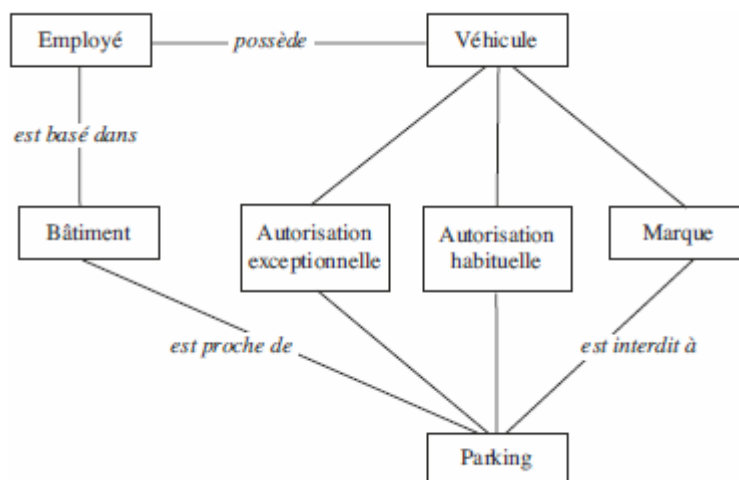 Employé
possède
Véhicule
est basé dans
Bâtiment
Autorisation
exceptionnelle
Autorisation
habituelle
Marque
est proche de
est interdit à
Parking